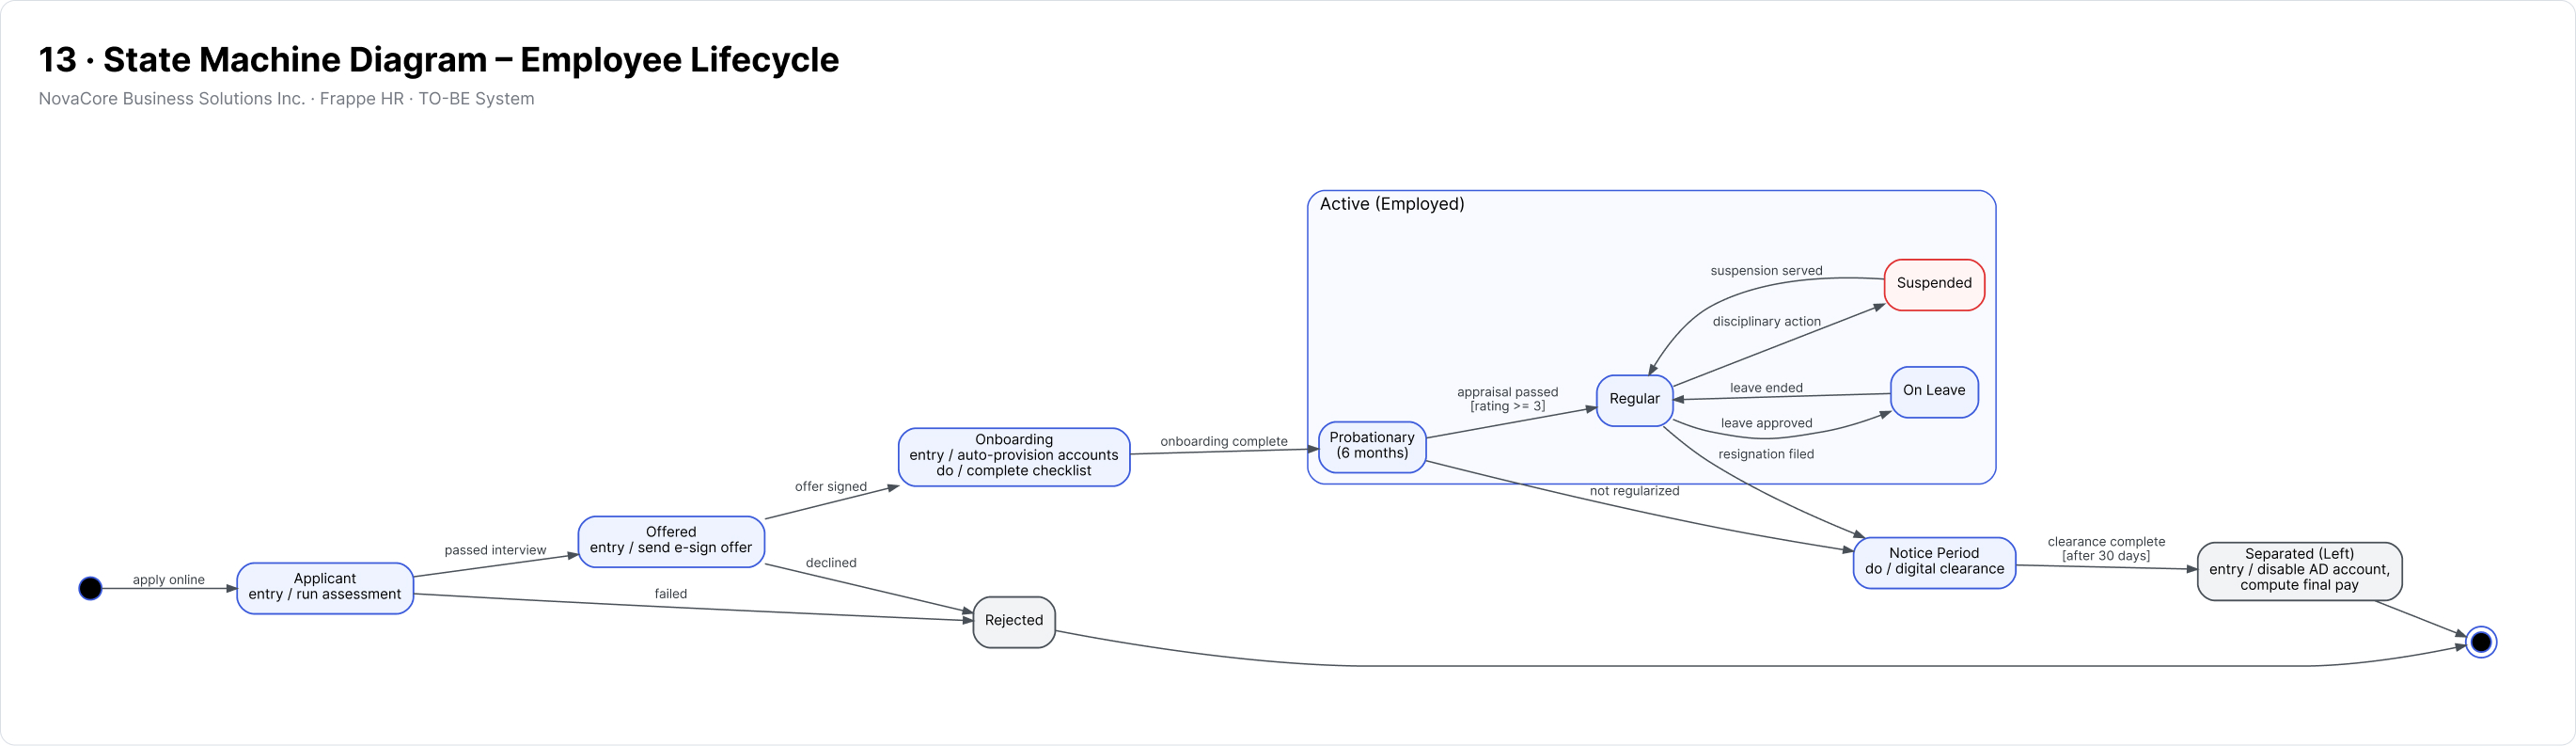 13 · State Machine Diagram – Employee Lifecycle
NovaCore Business Solutions Inc. · Frappe HR · TO-BE System
apply online
Applicant
entry / run assessment
passed interview
failed
Offered
entry / send e-sign offer
offer signed
declined
Onboarding
entry / auto-provision accounts
do / complete checklist
Rejected
onboarding complete
Active (Employed)
Probationary
(6 months)
appraisal passed
[rating >= 3]
not regularized
Regular
suspension served
disciplinary action
leave ended
leave approved
resignation filed
Suspended
On Leave
Notice Period
do / digital clearance
clearance complete
[after 30 days]
Separated (Left)
entry / disable AD account,
compute final pay